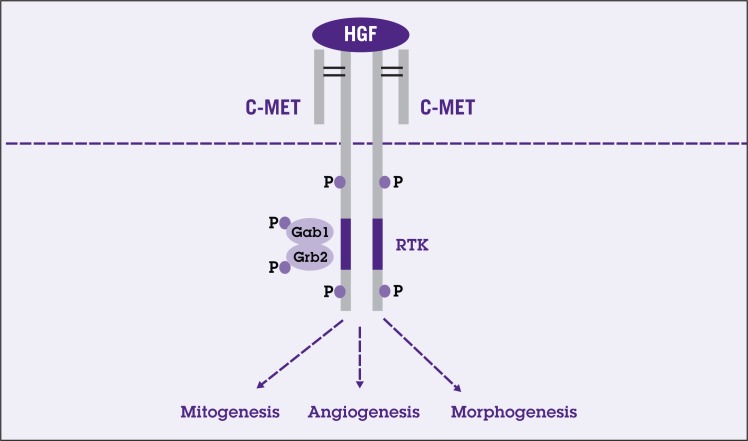 HGF
C-MET C-MET
P P
P Gab1
RTK
P Grb2
P P
Mitogenesis Angiogenesis Morphogenesis